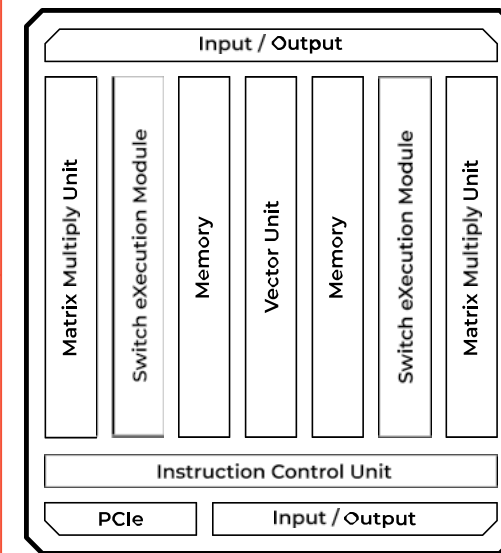 Input / Output
Matrix Multiply Unit
Switch eXecution Module
Memory
Vector Unit
Memory
Switch eXecution Module
Matrix Multiply Unit
Instruction Control Unit
PCIe
Input / Output